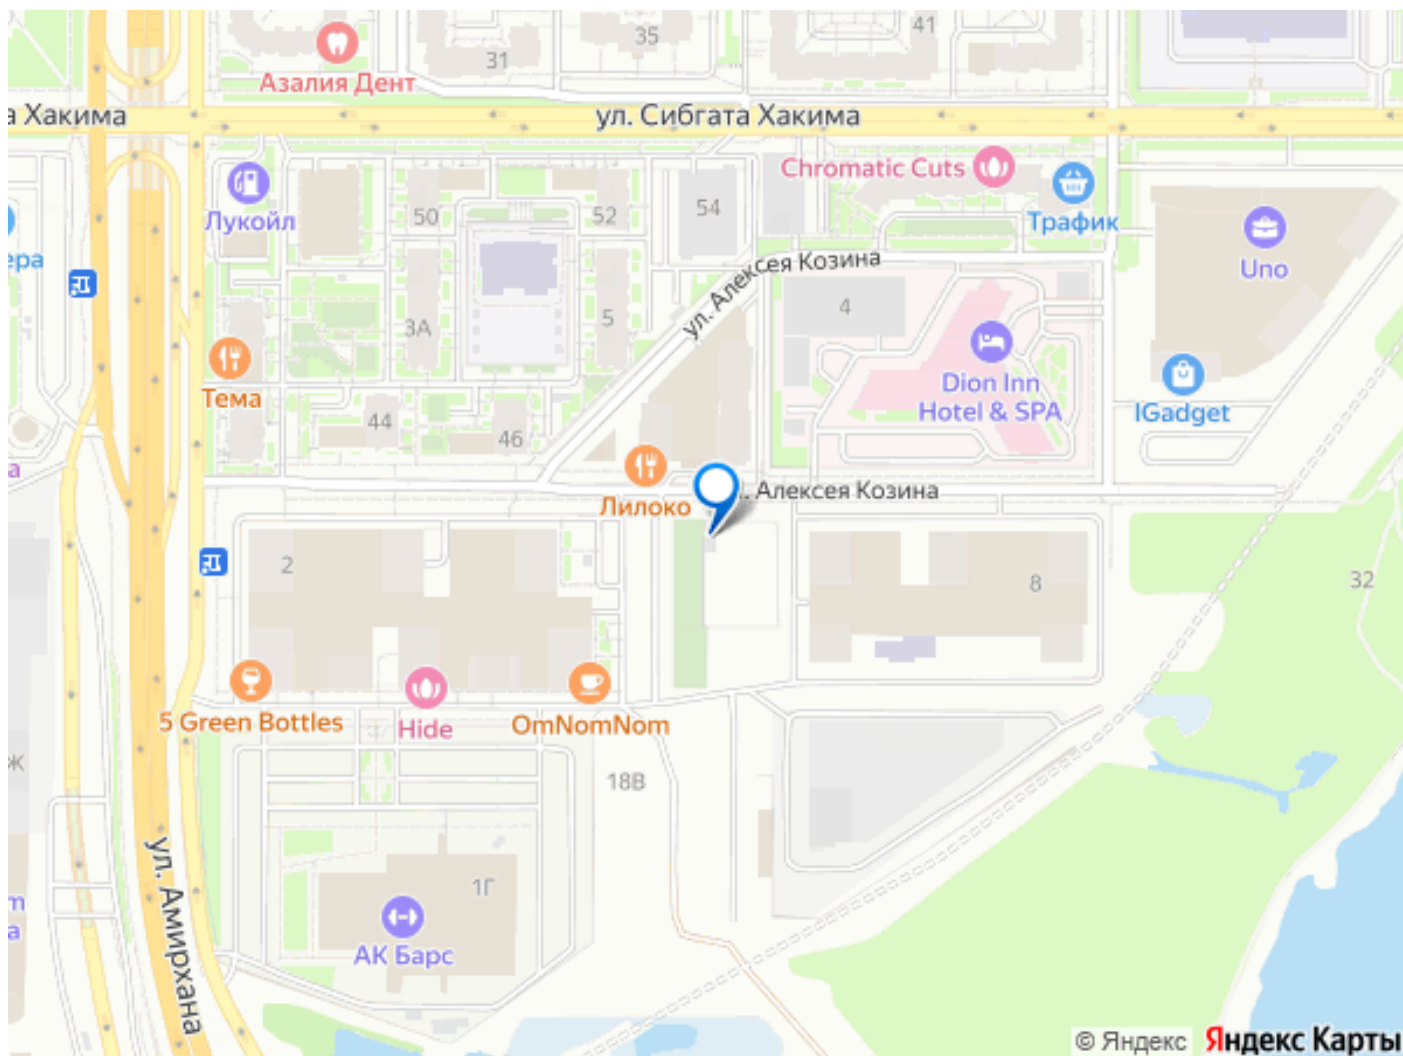 41
35
31
Азалия Дент
а Хакима
ул. Сибгата Хакима
Chromatic Cuts
Лукойл
50
52
54
Трафик
ера
Uno
ул. Алексея Козина
3А
5
4
Dion Inn
Hotel & SPA
IGadget
Тема
44
46
а
Лилоко
л. Алексея Козина
2
8
32
5 Green Bottles
Hide
OmNomNom
Ж
18В
ул. Амирхана
1Г
m
а
АК Барс
© Яндекс Яндекс Карты